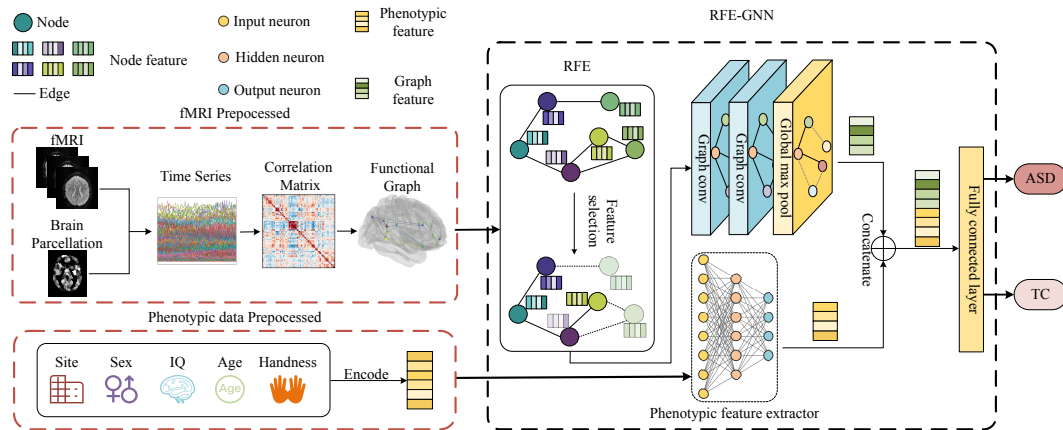 Node
Node feature
Edge
Input neuron
Hidden neuron
Output neuron
Phenotypic
feature
Graph
feature
fMRI Prepocessed
fMRI
Brain
Parcellation
Time Series
Correlation
Matrix
Functional
Graph
Phenotypic data Prepocessed
Site
Sex
IQ
Age
Handness
Age
Encode
RFE-GNN
RFE
Feature
selection
Graph conv
Graph conv
Global max pool
Phenotypic feature extractor
Concatenate
Fully connected layer
ASD
TC